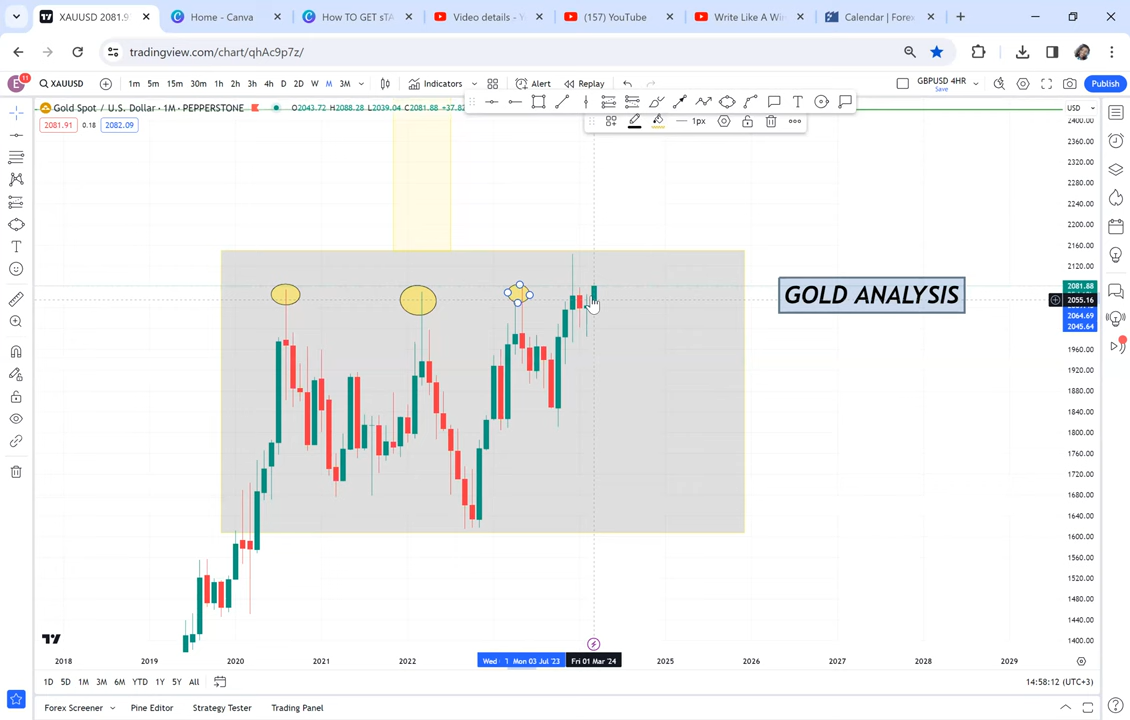 XAUUSD 2081.9
Home - Canva
How TO GET sTA
Video details - Y
(157) YouTube
Write Like A Win
Calendar | Forex
tradingview.com/chart/qhAc9p7z/
E
11
XAUUSD
1m 5m 15m 30m 1h 2h 3h 4h D 2D W M 3M
Indicators
Alert
Replay
GBPUSD 4HR
Save
Publish
Gold Spot / U.S. Dollar · 1M · PEPPERSTONE
O2043.72 H2088.28 L2039.04 C2081.88 +37.82
USD
2081.91 0.18 2082.09
1px
2400.00
2360.00
2320.00
2280.00
2240.00
2200.00
2160.00
2120.00
2081.88
2055.16
2064.69
2045.64
1960.00
1920.00
1880.00
1840.00
1800.00
1760.00
1720.00
1680.00
1640.00
1600.00
1560.00
1520.00
1480.00
1440.00
1400.00
GOLD ANALYSIS
2018 2019 2020 2021 2022 Mon 03 Jul '23 Fri 01 Mar '24 2025 2026 2027 2028 2029
1D 5D 1M 3M 6M YTD 1Y 5Y All
14:58:12 (UTC+3)
Forex Screener
Pine Editor
Strategy Tester
Trading Panel